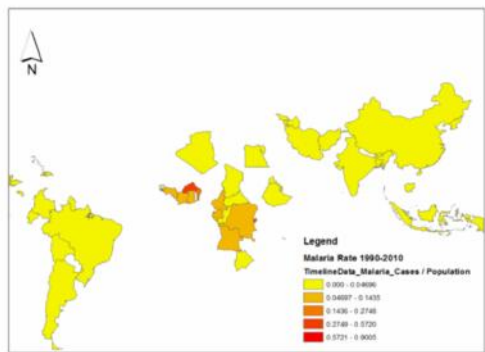 N
Legend
Malaria Rate 1990-2010
TimelineData_Malaria_Cases / Population
0.000 - 0.04696
0.04697 - 0.1435
0.1436 - 0.2748
0.2749 - 0.5720
0.5721 - 0.9005